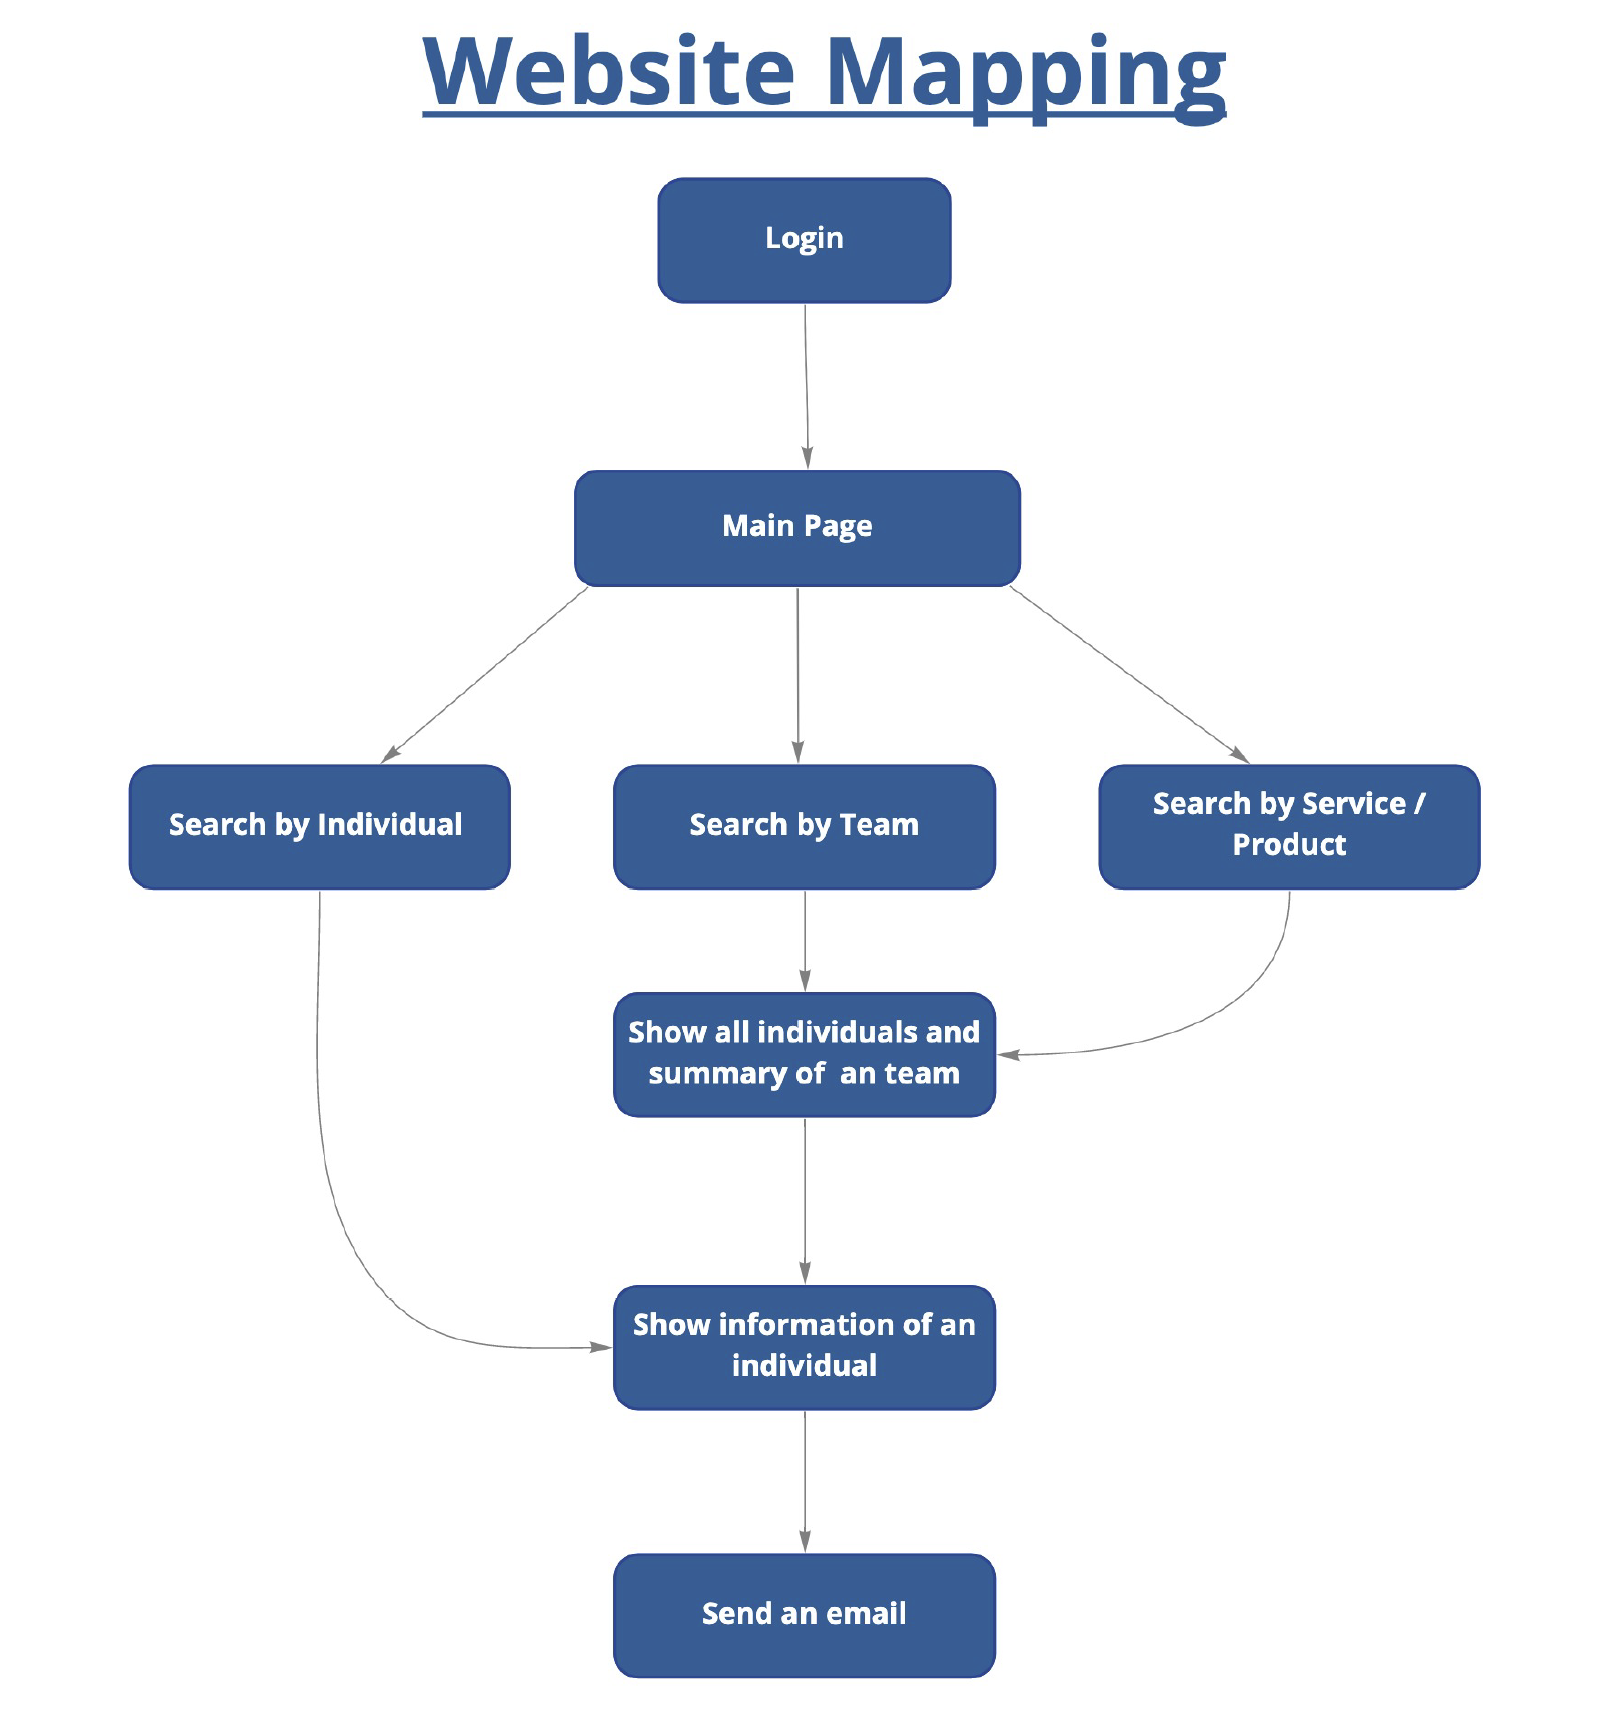 Website Mapping
Login
Main Page
Search by Individual
Search by Team
Search by Service /
Product
Show all individuals and
summary of  an team
Show information of an
individual
Send an email